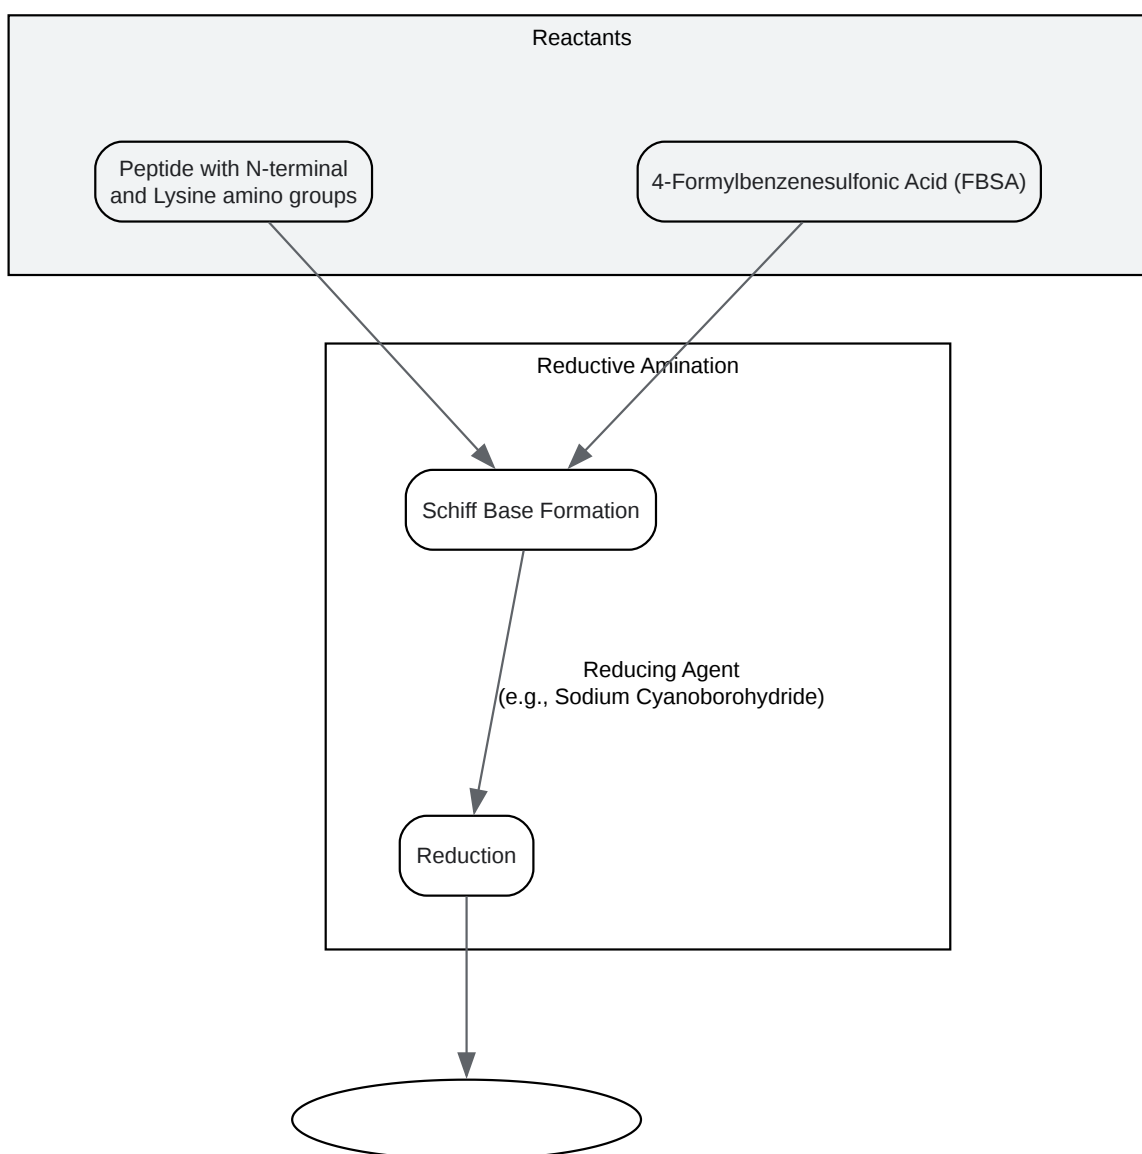 Reactants
Peptide with N-terminal
and Lysine amino groups
4-Formylbenzenesulfonic Acid (FBSA)
Reductive Amination
Schiff Base Formation
Reducing Agent
(e.g., Sodium Cyanoborohydride)
Reduction